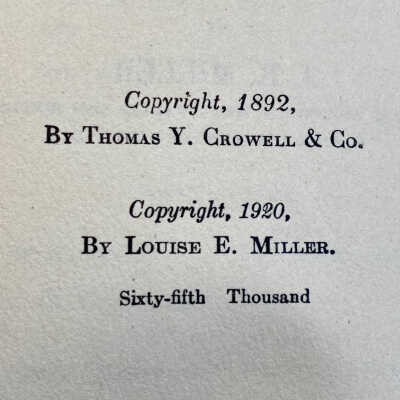 Copyright, 1892,
By Thomas Y. Crowell & Co.
Copyright, 1920,
By Louise E. Miller.
Sixty-fifth Thousand